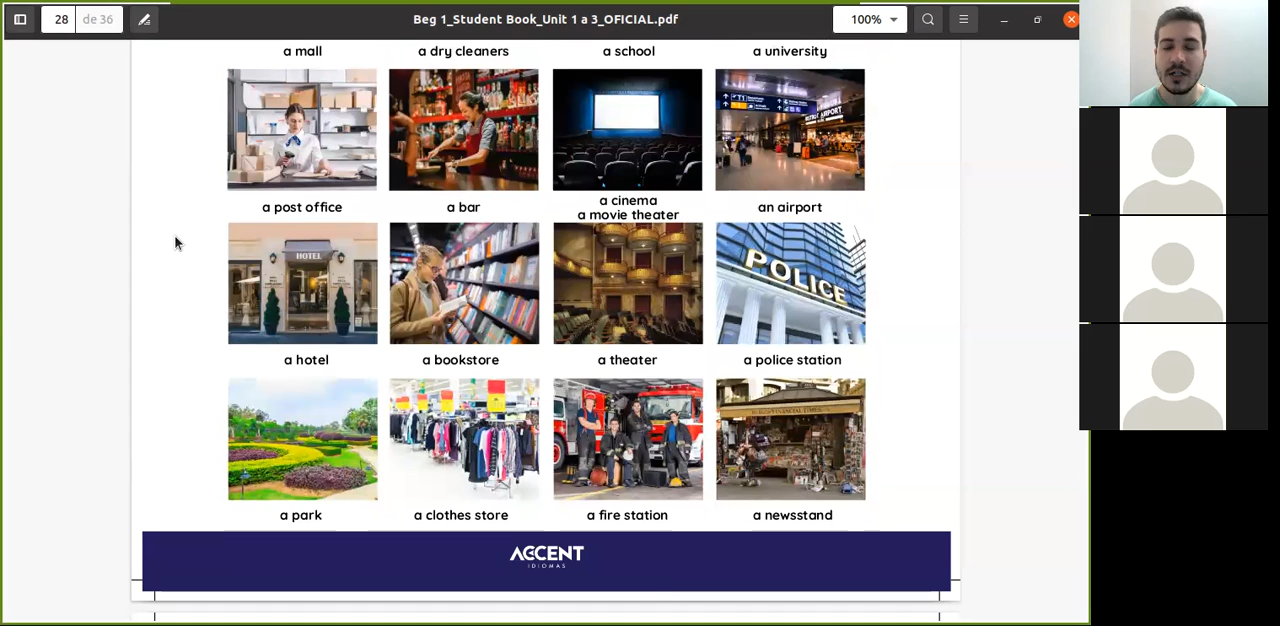 28
de 36
Beg 1_Student Book_Unit 1 a 3_OFICIAL.pdf
100%
a mall
a dry cleaners
a school
a university
T1
AIRPORT
a post office
a bar
a cinema
a movie theater
an airport
HOTEL
POLICE
a hotel
a bookstore
a theater
a police station
a park
a clothes store
a fire station
a newsstand
ACCENT
IDIOMAS